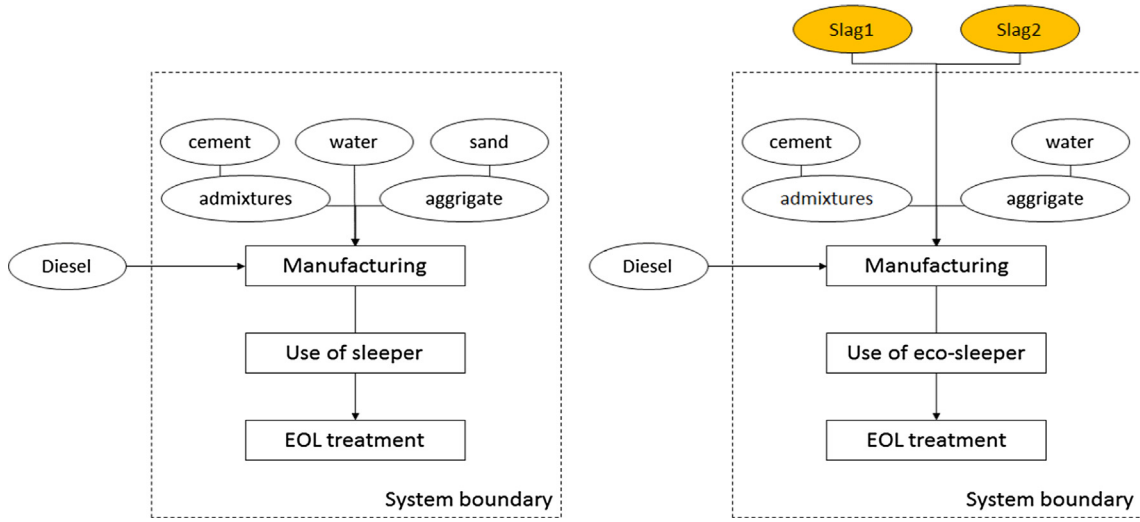 cement
water
sand
admixtures
aggrigate
Diesel
Manufacturing
Use of sleeper
EOL treatment
System boundary
Slag1
Slag2
cement
water
admixtures
aggrigate
Diesel
Manufacturing
Use of eco-sleeper
EOL treatment
System boundary